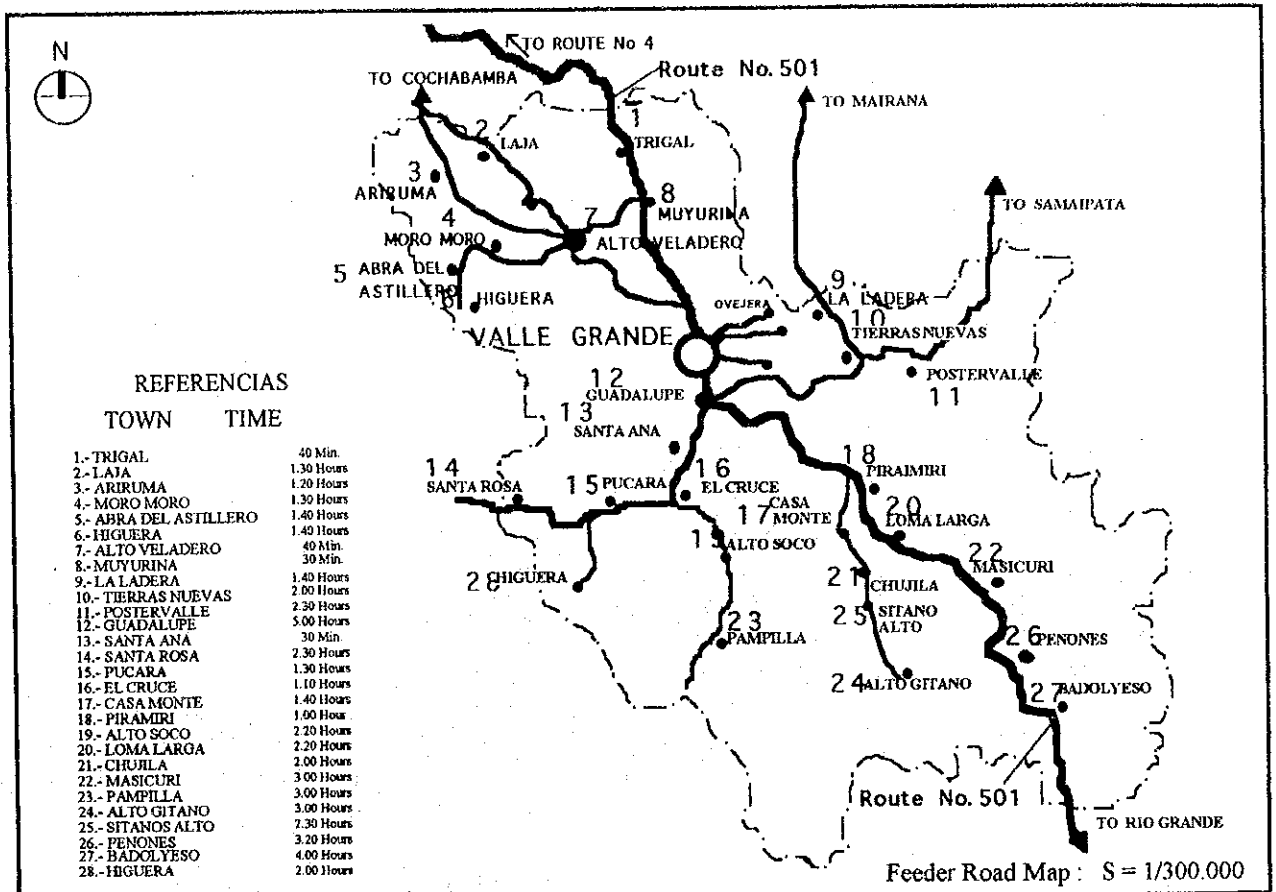 N
TO ROUTE No 4
TO COCHABAMBA
Route No. 501
TO MAIRANA
1
TRIGAL
2
LAJA
3
ARIRUMA
8
MUYURINA
TO SAMAIPATA
4
MORO MORO
7
ALTO VELADERO
5 ABRA DEL
ASTILLERO
6 HIGUERA
9
LA LADERA
OVEJERA
10
TIERRAS NUEVAS
VALLE GRANDE
POSTERVALLE
11
12
GUADALUPE
13
SANTA ANA
14
SANTA ROSA
15 PUCARA
16
EL CRUCE
18
PIRAIMIRI
17 CASA
MONTE
20
LOMA LARGA
ALTO SOCO
22
MASICURI
28 HIGUERA
21
CHUJILA
25 SITANO
ALTO
23
PAMPILLA
26 PENONES
24 ALTO GITANO
27 BADOLYESO
Route No. 501
TO RIO GRANDE
REFERENCIAS
TOWN TIME
1.- TRIGAL 40 Min.
2.- LAJA 1.30 Hours
3.- ARIRUMA 1.20 Hours
4.- MORO MORO 1.30 Hours
5.- ABRA DEL ASTILLERO 1.40 Hours
6.- HIGUERA 1.40 Hours
7.- ALTO VELADERO 40 Min.
8.- MUYURINA 30 Min.
9.- LA LADERA 1.40 Hours
10.- TIERRAS NUEVAS 2.00 Hours
11.- POSTERVALLE 2.30 Hours
12.- GUADALUPE 5.00 Hours
13.- SANTA ANA 30 Min.
14.- SANTA ROSA 2.30 Hours
15.- PUCARA 1.30 Hours
16.- EL CRUCE 1.10 Hours
17.- CASA MONTE 1.40 Hours
18.- PIRAMIRI 1.00 Hour
19.- ALTO SOCO 2.20 Hours
20.- LOMA LARGA 2.20 Hours
21.- CHUJILA 2.00 Hours
22.- MASICURI 3.00 Hours
23.- PAMPILLA 3.00 Hours
24.- ALTO GITANO 3.00 Hours
25.- SITANOS ALTO 7.30 Hours
26.- PENONES 3.20 Hours
27.- BADOLYESO 4.00 Hours
28.- HIGUERA 2.00 Hours
Feeder Road Map : S = 1/300.000